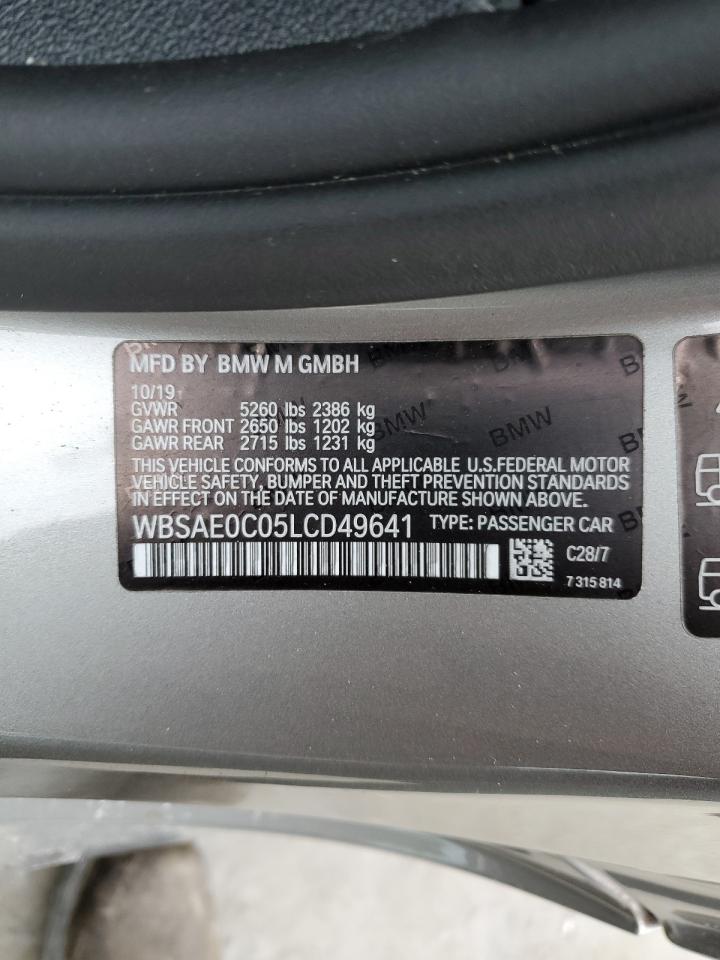 MFD BY BMW M GMBH
10/19
GVWR 5260 lbs 2386 kg
GAWR FRONT 2650 lbs 1202 kg
GAWR REAR 2715 lbs 1231 kg
THIS VEHICLE CONFORMS TO ALL APPLICABLE U.S.FEDERAL MOTOR
VEHICLE SAFETY, BUMPER AND THEFT PREVENTION STANDARDS
IN EFFECT ON THE DATE OF MANUFACTURE SHOWN ABOVE.
WBSAE0C05LCD49641 TYPE: PASSENGER CAR
C28/7
7 315 814
BMW
BMW